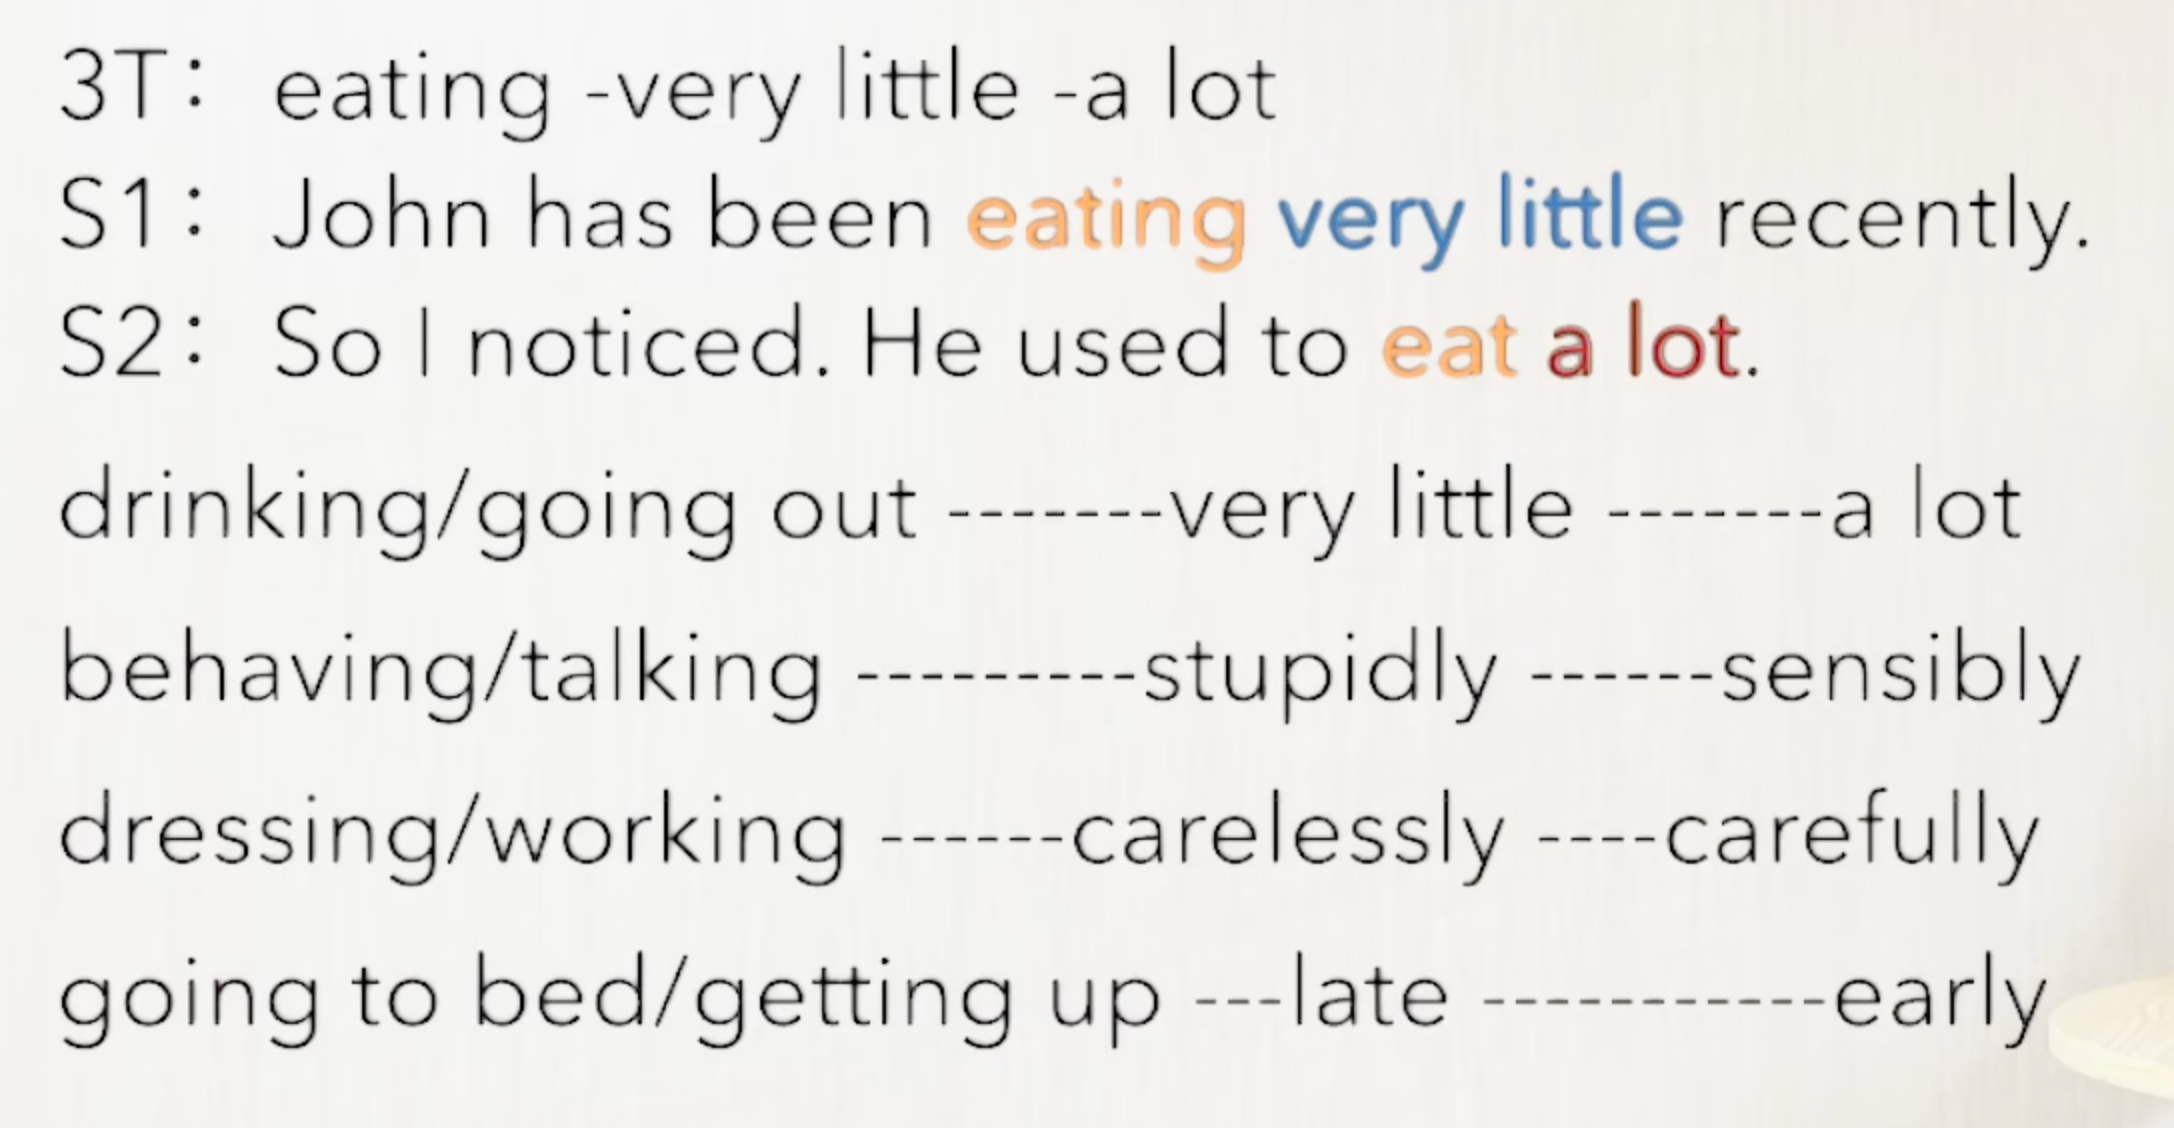 3T: eating -very little -a lot
S1: John has been eating very little recently.
S2: So I noticed. He used to eat a lot.
drinking/going out -------very little -------a lot
behaving/talking ---------stupidly ------sensibly
dressing/working ------carelessly ----carefully
going to bed/getting up ---late -----------early